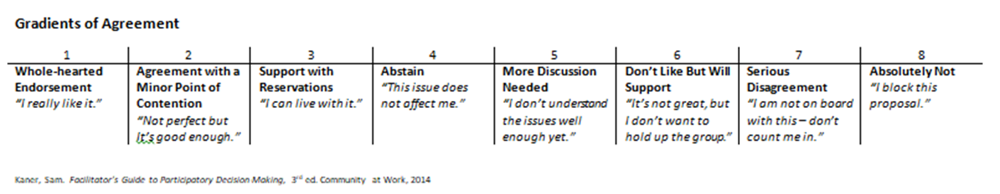 Gradients of Agreement
1
Whole-hearted
Endorsement
“I really like it.”
2
Agreement with a
Minor Point of
Contention
“Not perfect but
it’s good enough.”
3
Support with
Reservations
“I can live with it.”
4
Abstain
“This issue does
not affect me.”
5
More Discussion
Needed
“I don’t understand
the issues well
enough yet.”
6
Don’t Like But Will
Support
“It’s not great, but
I don’t want to
hold up the group.”
7
Serious
Disagreement
“I am not on board
with this – don’t
count me in.”
8
Absolutely Not
“I block this
proposal.”
Kaner, Sam. Facilitator’s Guide to Participatory Decision Making, 3rd ed. Community at Work, 2014